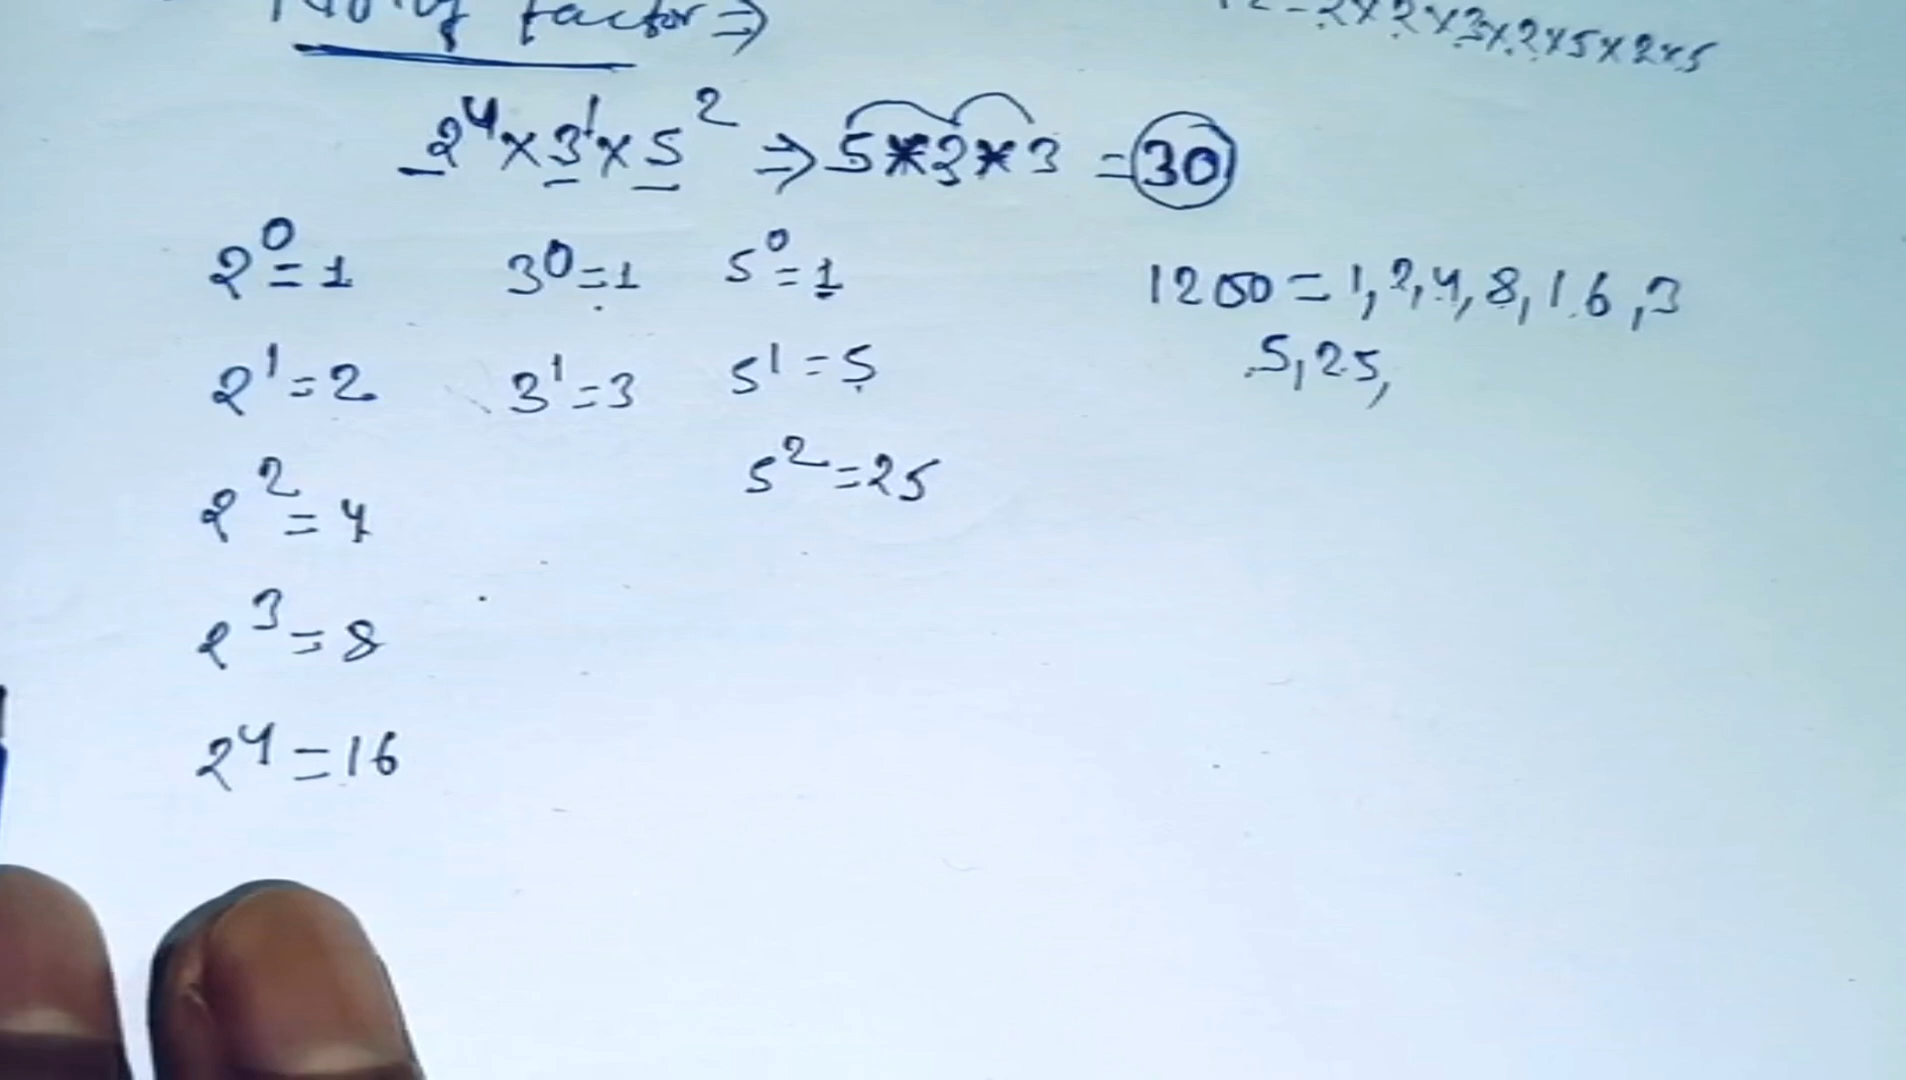 No. of factor ⇒
2×2×3×2×5×2×5
2⁴×3¹×5² ⇒ 5*2*3 = 30
2⁰=1 3⁰=1 5⁰=1
1200 = 1,2,4,8,16,3
2¹=2 3¹=3 5¹=5
5,25,
2²=4 5²=25
2³=8
2⁴=16